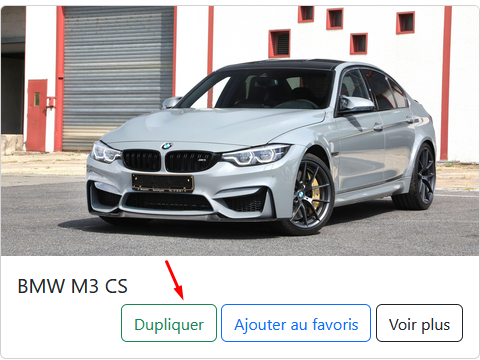 BMW M3 CS
Dupliquer
Ajouter au favoris
Voir plus